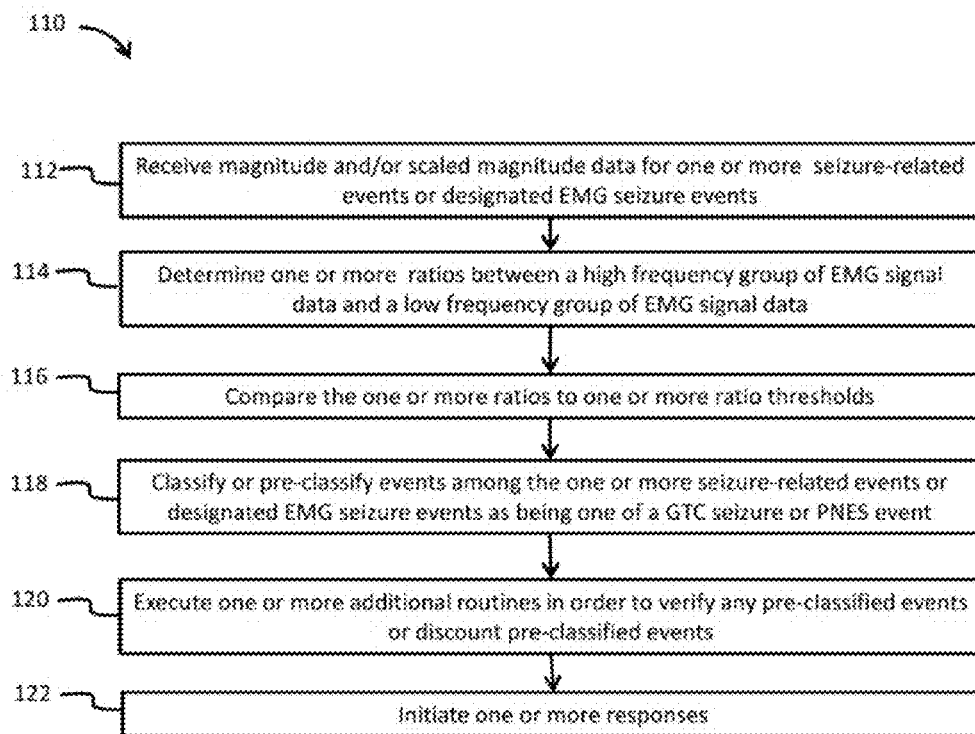 110
112
Receive magnitude and/or scaled magnitude data for one or more seizure-related
events or designated EMG seizure events
114
Determine one or more ratios between a high frequency group of EMG signal
data and a low frequency group of EMG signal data
116
Compare the one or more ratios to one or more ratio thresholds
118
Classify or pre-classify events among the one or more seizure-related events or
designated EMG seizure events as being one of a GTC seizure or PNES event
120
Execute one or more additional routines in order to verify any pre-classified events
or discount pre-classified events
122
Initiate one or more responses